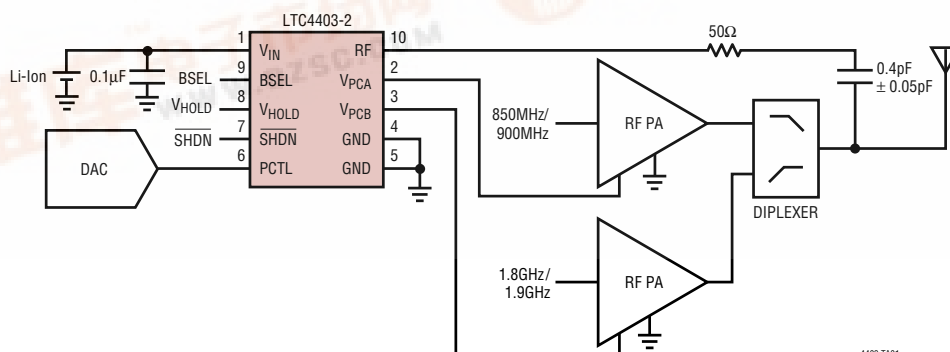 LTC4403-2
50Ω
1 VIN
RF 10
Li-Ion
0.1μF
BSEL 9 BSEL
VPCA 2
VHOLD 8 VHOLD
VPCB 3
SHDN 7 SHDN
GND 4
DAC
6 PCTL
GND 5
850MHz/
900MHz
RF PA
0.4pF
± 0.05pF
DIPLEXER
1.8GHz/
1.9GHz
RF PA